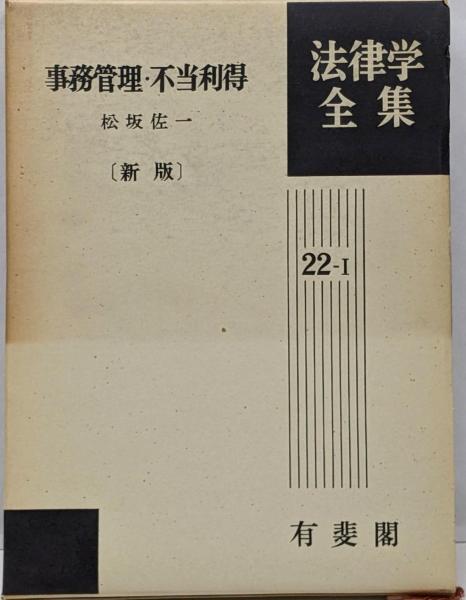 事務管理・不当利得
松坂佐一
〔新版〕
法律学
全集
22-I
有斐閣